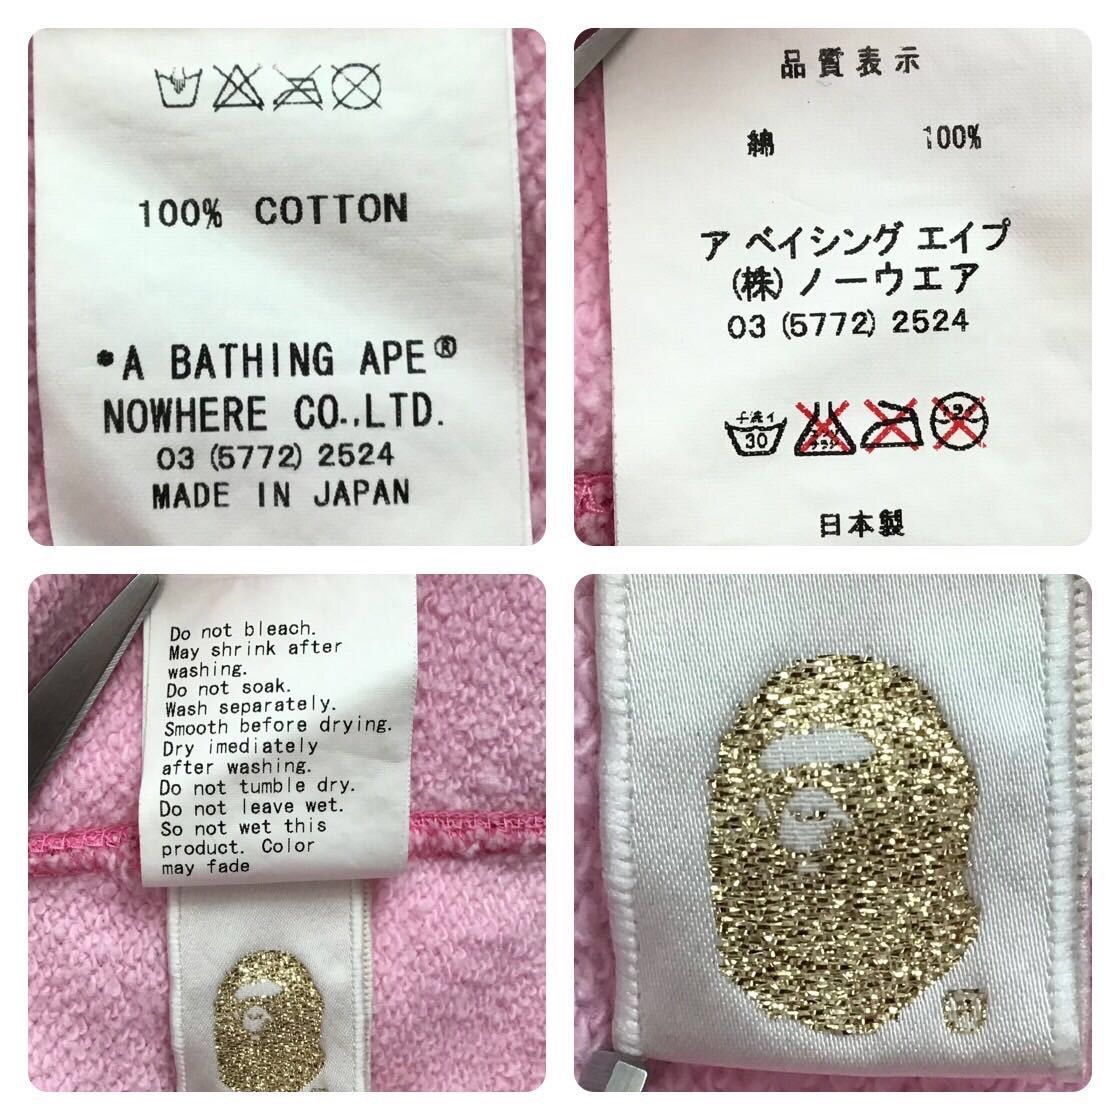 100% COTTON
*A BATHING APE®
NOWHERE CO.,LTD.
03 (5772) 2524
MADE IN JAPAN
品質表示
綿 100%
ア ベイシング エイプ
(株) ノーウエア
03 (5772) 2524
手洗イ
30
日本製
Do not bleach.
May shrink after
washing.
Do not soak.
Wash separately.
Smooth before drying.
Dry imediately
after washing.
Do not tumble dry.
Do not leave wet.
So not wet this
product. Color
may fade